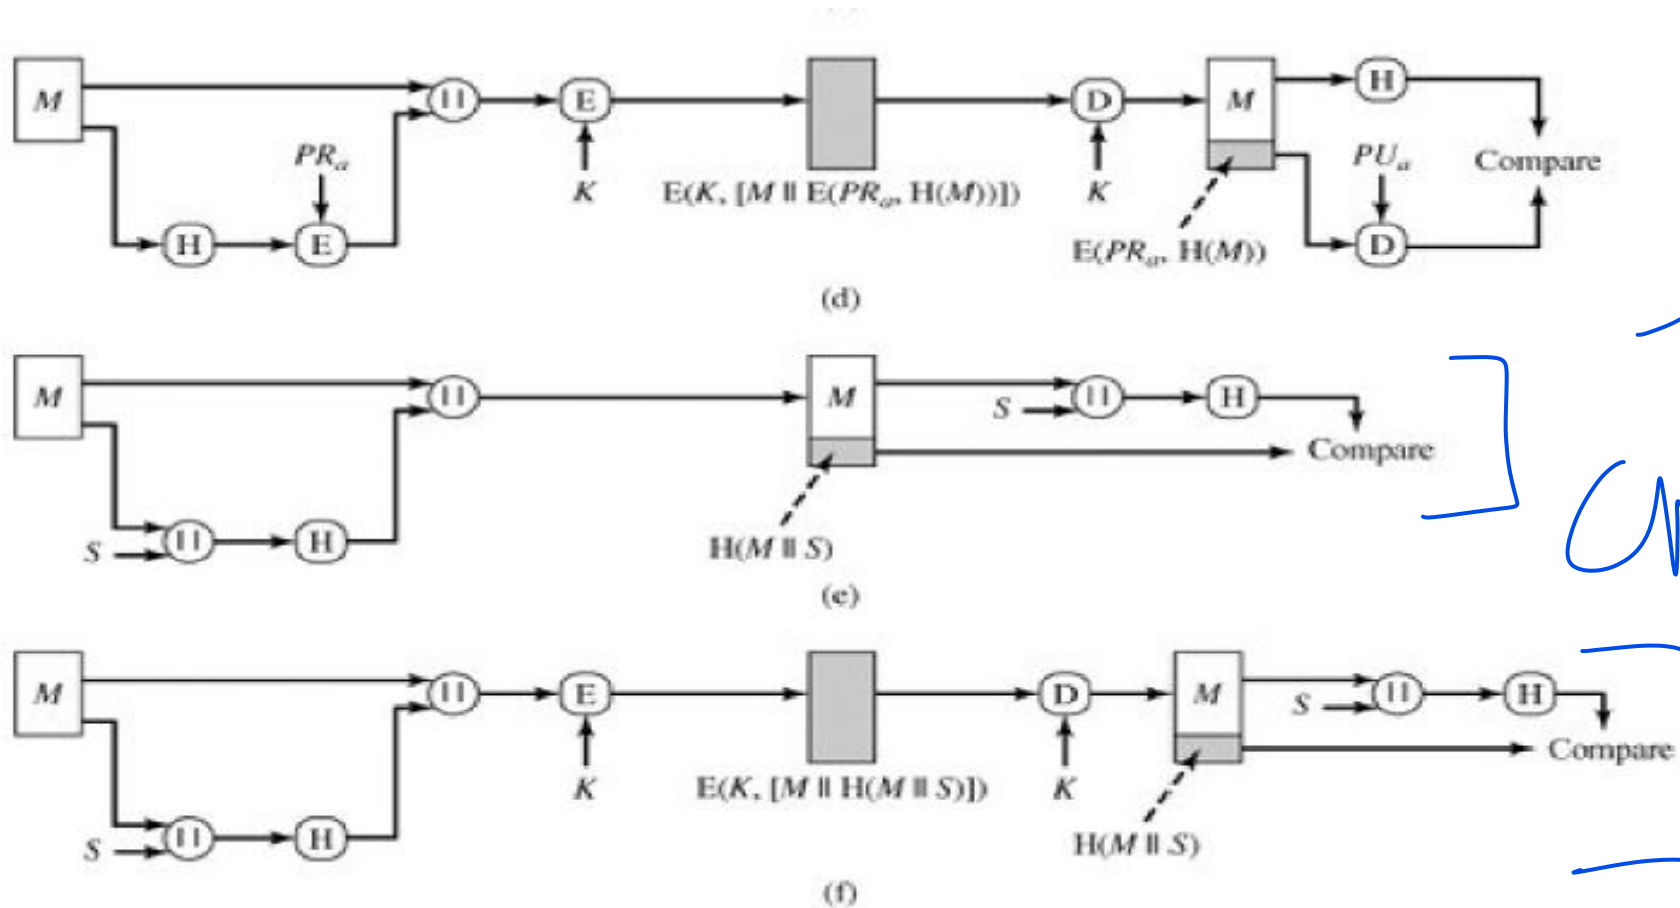 M || E D M H
K E(K, [M || E(PRₐ, H(M))]) K
PRₐ PUₐ Compare
H E E(PRₐ, H(M)) D
(d)
M || M S || H
Compare
S || H H(M || S)
(e)
M || E D M S || H
K E(K, [M || H(M || S)]) K Compare
S || H H(M || S)
(f)